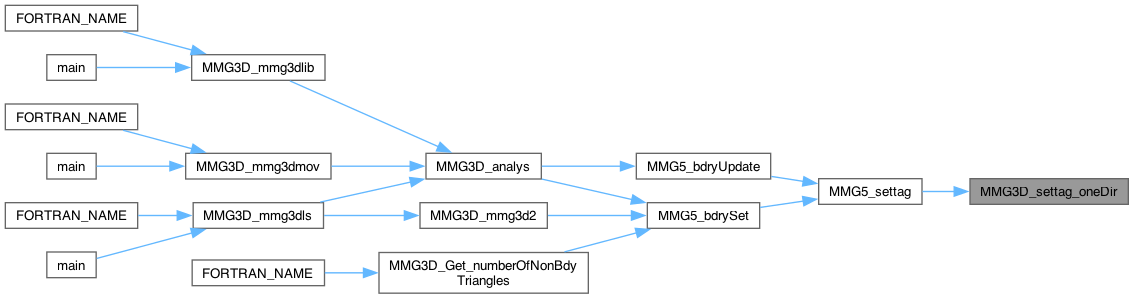 FORTRAN_NAME
main
MMG3D_mmg3dlib
FORTRAN_NAME
main
MMG3D_mmg3dmov
MMG3D_analys
MMG5_bdryUpdate
MMG5_settag
MMG3D_settag_oneDir
FORTRAN_NAME
main
MMG3D_mmg3dls
MMG3D_mmg3d2
MMG5_bdrySet
FORTRAN_NAME
MMG3D_Get_numberOfNonBdy
Triangles